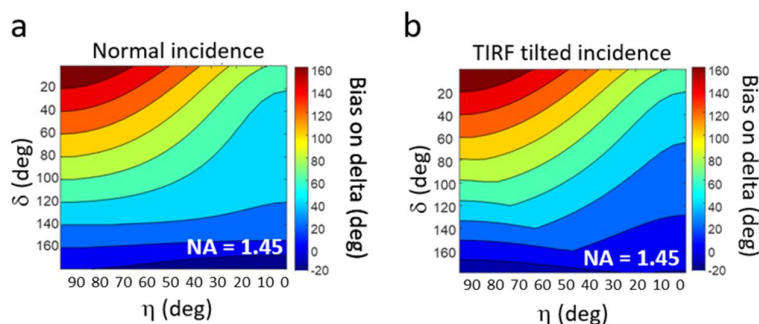 a
Normal incidence
20
40
60
80
100
120
140
160
δ (deg)
90 80 70 60 50 40 30 20 10 0
η (deg)
NA = 1.45
160
140
120
100
80
60
40
20
0
-20
Bias on delta (deg)
b
TIRF tilted incidence
20
40
60
80
100
120
140
160
δ (deg)
90 80 70 60 50 40 30 20 10 0
η (deg)
NA = 1.45
160
140
120
100
80
60
40
20
0
-20
Bias on delta (deg)